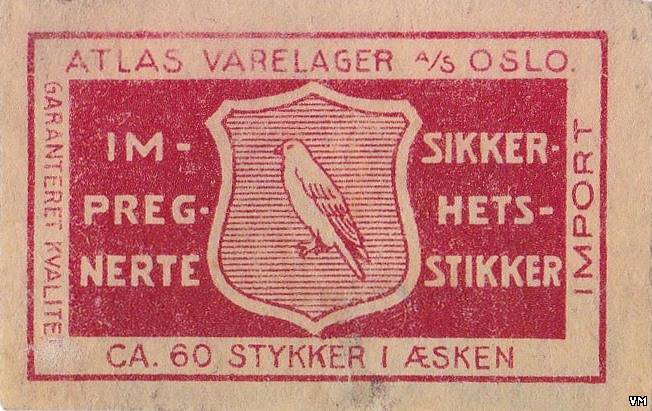 ATLAS VARELAGER A/S OSLO.
GARANTERET KVALITET
IM-
PREG-
NERTE
SIKKER-
HETS-
STIKKER
IMPORT
CA. 60 STYKKER I ÆSKEN
VM